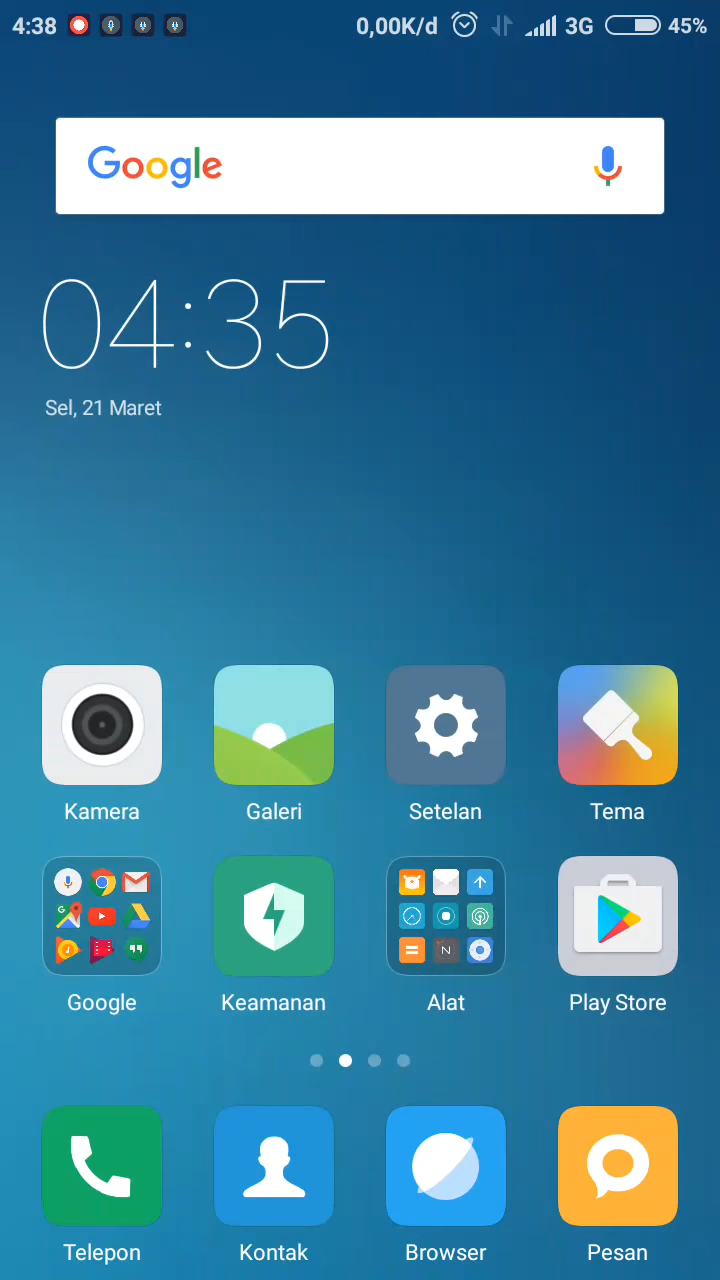 4:38 0,00K/d 3G 45%
Google
04:35
Sel, 21 Maret
Kamera Galeri Setelan Tema
Google Keamanan Alat Play Store
Telepon Kontak Browser Pesan